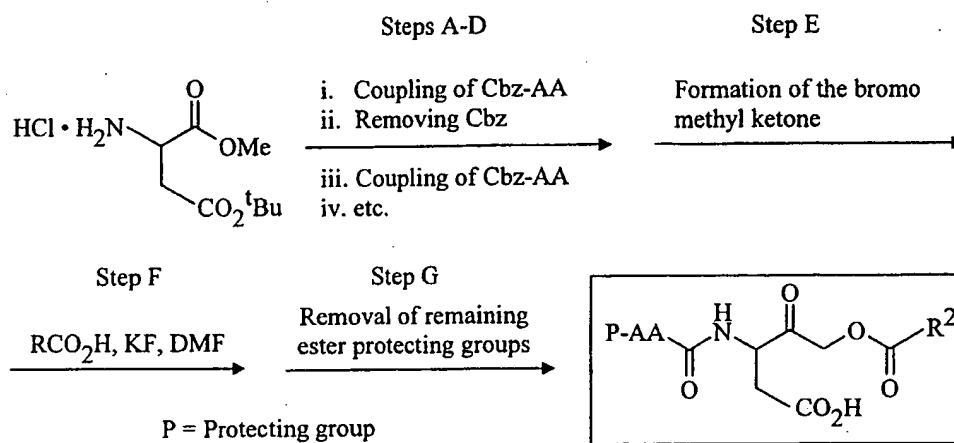 Steps A-D
Step E
i. Coupling of Cbz-AA
ii. Removing Cbz
iii. Coupling of Cbz-AA
iv. etc.
Formation of the bromo
methyl ketone
HCl • H₂N
O
OMe
CO₂ᵗBu
Step F
RCO₂H, KF, DMF
Step G
Removal of remaining
ester protecting groups
P-AA
O
H
N
O
O
O
R²
CO₂H
P = Protecting group